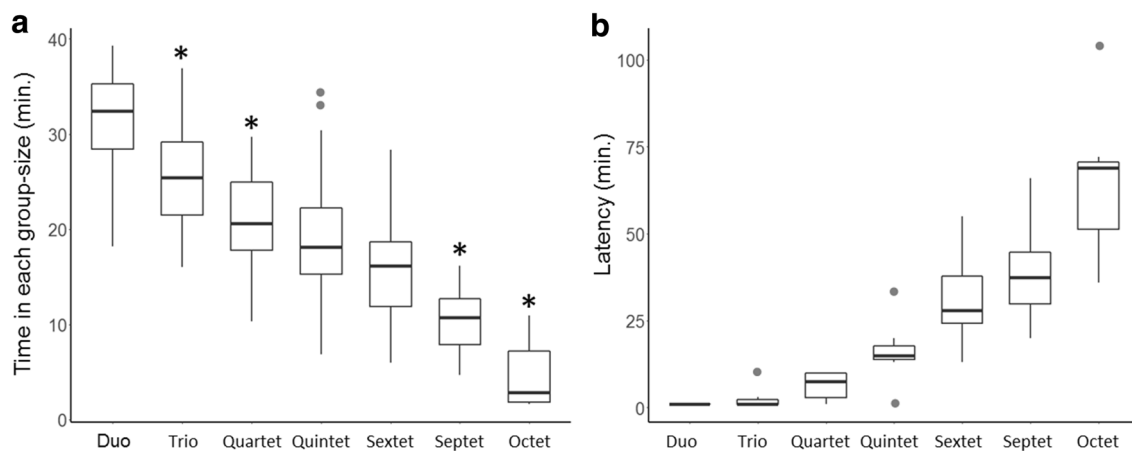 a
Time in each group-size (min.)
40
30
20
10
0
*
*
*
*
Duo Trio Quartet Quintet Sextet Septet Octet
b
Latency (min.)
100
75
50
25
0
Duo Trio Quartet Quintet Sextet Septet Octet